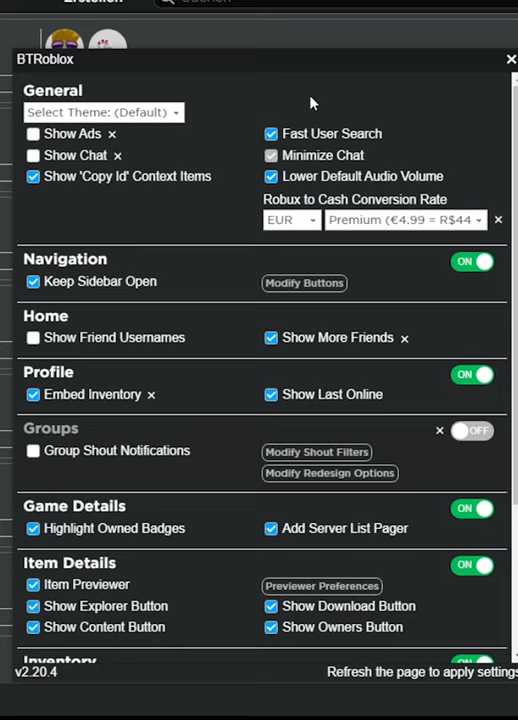 Erstellen
Suchen
BTRoblox
General
Select Theme: (Default)
Show Ads
Fast User Search
Show Chat
Minimize Chat
Show 'Copy Id' Context Items
Lower Default Audio Volume
Robux to Cash Conversion Rate
EUR
Premium (€4.99 = R$44
Navigation
ON
Keep Sidebar Open
Modify Buttons
Home
Show Friend Usernames
Show More Friends
Profile
ON
Embed Inventory
Show Last Online
Groups
OFF
Group Shout Notifications
Modify Shout Filters
Modify Redesign Options
Game Details
ON
Highlight Owned Badges
Add Server List Pager
Item Details
ON
Item Previewer
Previewer Preferences
Show Explorer Button
Show Download Button
Show Content Button
Show Owners Button
Inventory
ON
v2.20.4
Refresh the page to apply settings